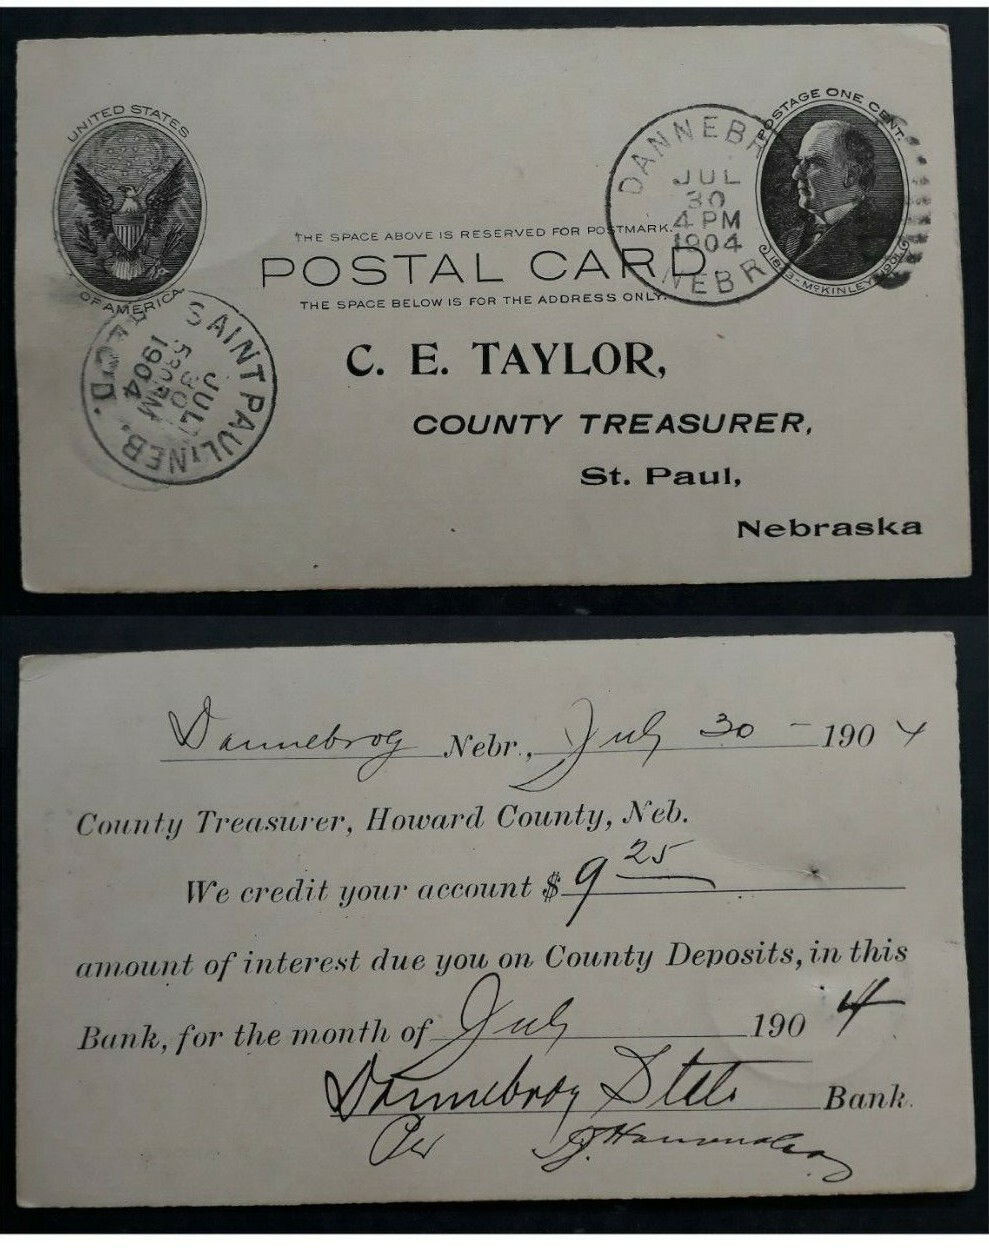 UNITED STATES
OF AMERICA
POSTAGE ONE CENT.
1843 - McKINLEY - 1901
DANNEBR
JUL
30
4 PM
1904
NEBR
THE SPACE ABOVE IS RESERVED FOR POSTMARK.
POSTAL CARD
THE SPACE BELOW IS FOR THE ADDRESS ONLY.
SAINT PAUL, NEB.
JUL
30
530PM
1904
REC'D.
C. E. TAYLOR,
COUNTY TREASURER,
St. Paul,
Nebraska
Dannebrog Nebr., July 30 - 1904
County Treasurer, Howard County, Neb.
We credit your account $ 9 25
amount of interest due you on County Deposits, in this
Bank, for the month of July 1904
Dannebrog State Bank.
Per